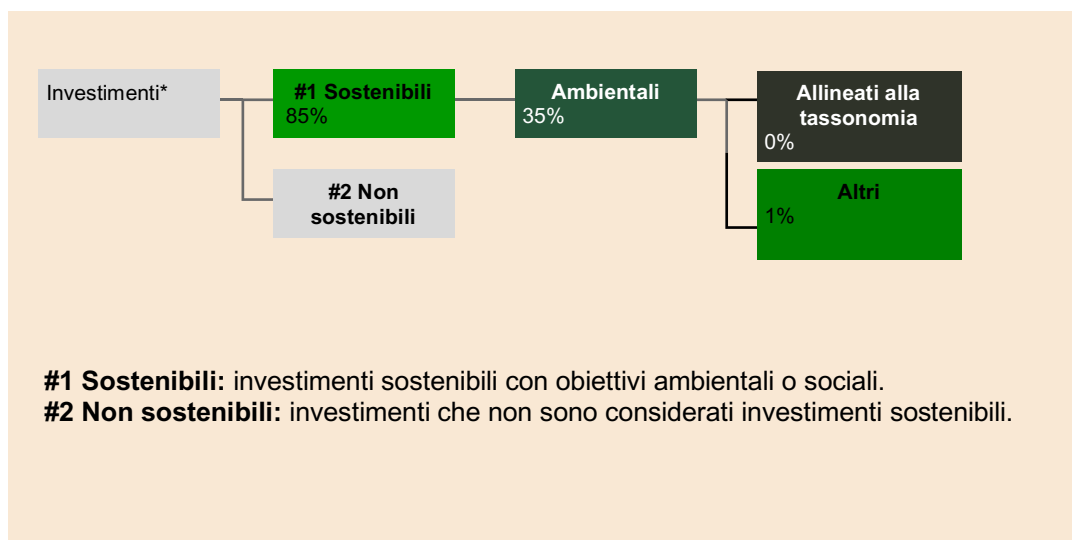 Investimenti*
#1 Sostenibili
85%
Ambientali
35%
Allineati alla
tassonomia
0%
#2 Non
sostenibili
Altri
1%
#1 Sostenibili: investimenti sostenibili con obiettivi ambientali o sociali.
#2 Non sostenibili: investimenti che non sono considerati investimenti sostenibili.